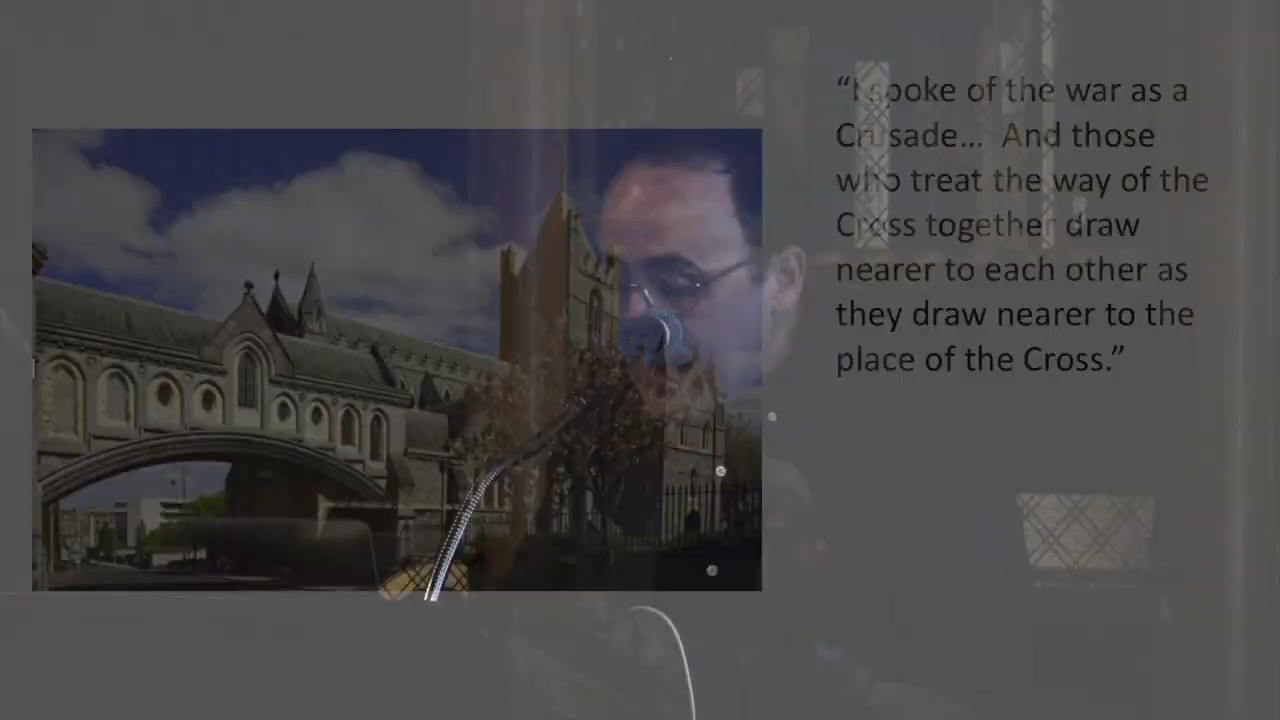 “I spoke of the war as a
Crusade… And those
who treat the way of the
Cross together draw
nearer to each other as
they draw nearer to the
place of the Cross.”